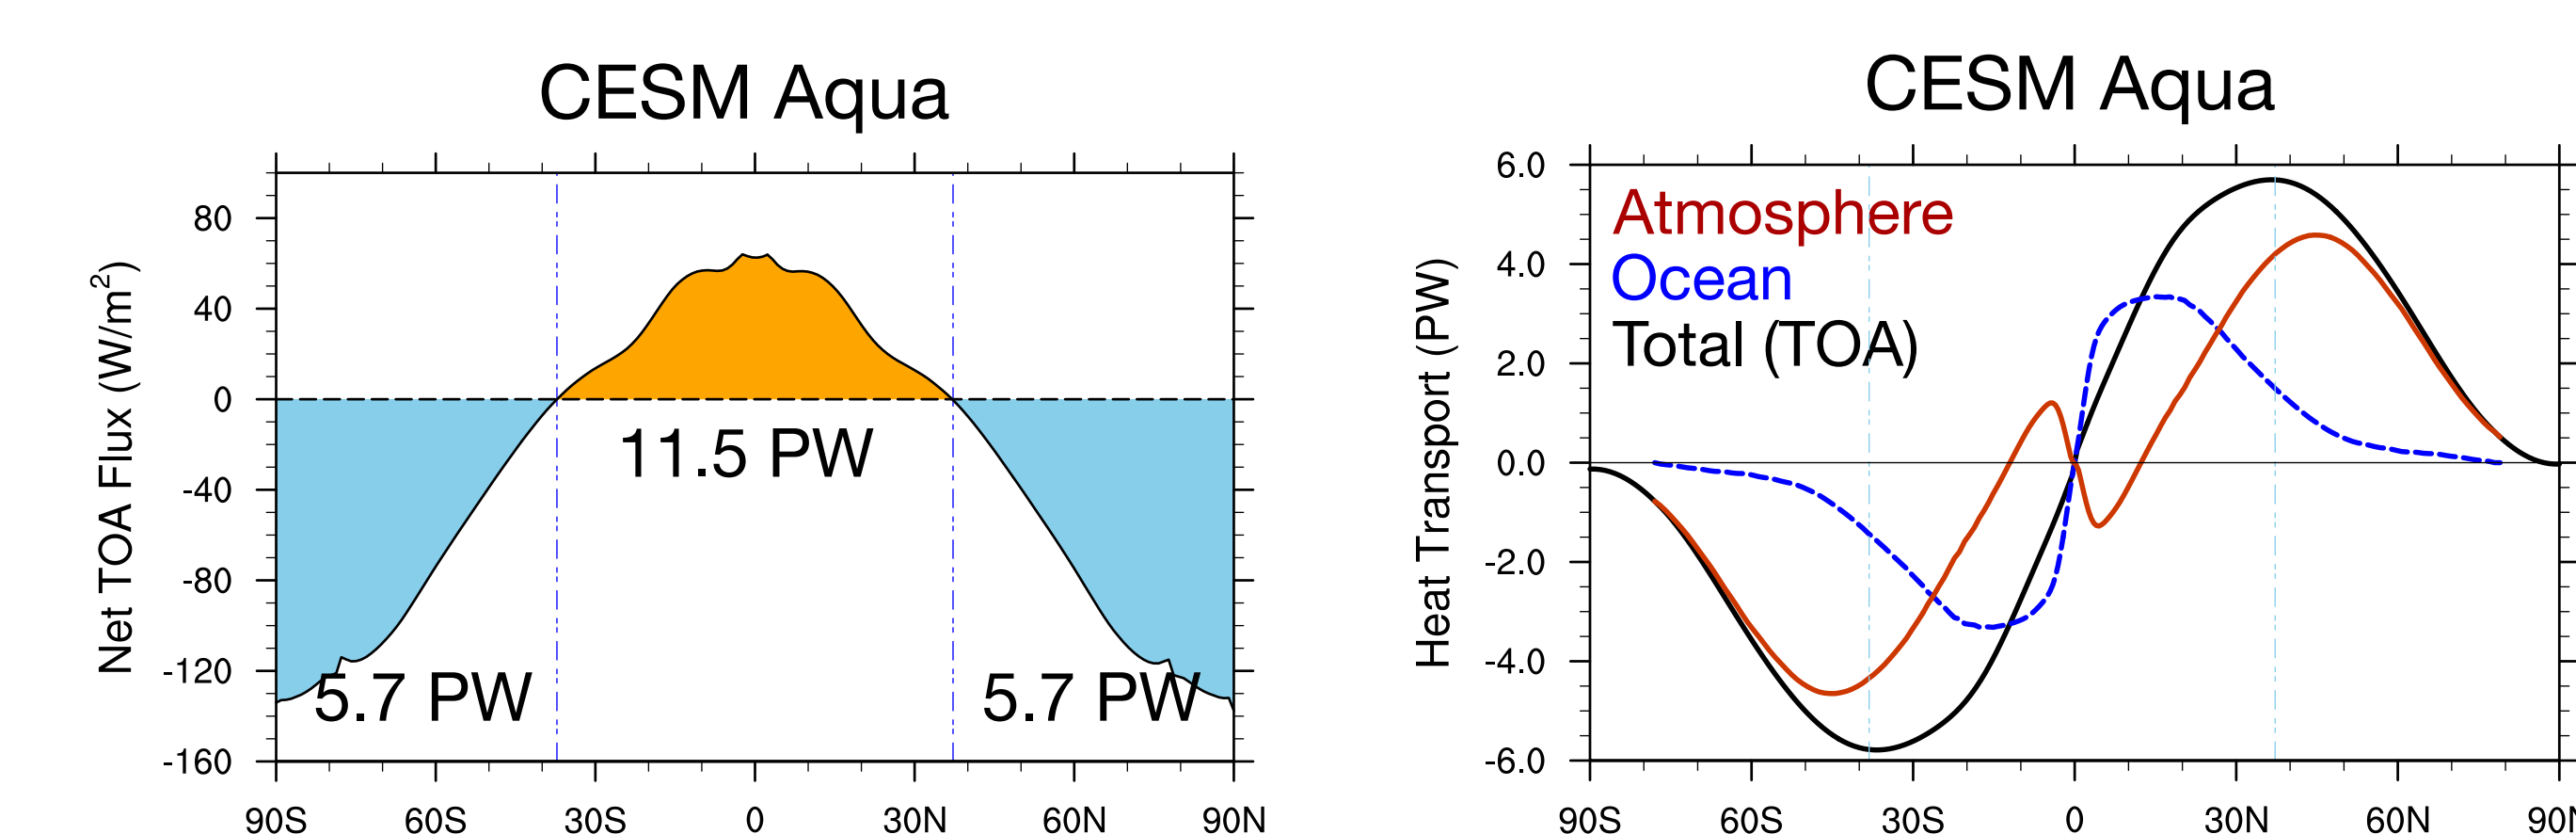 CESM Aqua
Net TOA Flux (W/m²)
80
40
0
-40
-80
-120
-160
11.5 PW
5.7 PW
5.7 PW
90S 60S 30S 0 30N 60N 90N
CESM Aqua
Heat Transport (PW)
6.0
4.0
2.0
0.0
-2.0
-4.0
-6.0
Atmosphere
Ocean
Total (TOA)
90S 60S 30S 0 30N 60N 90N